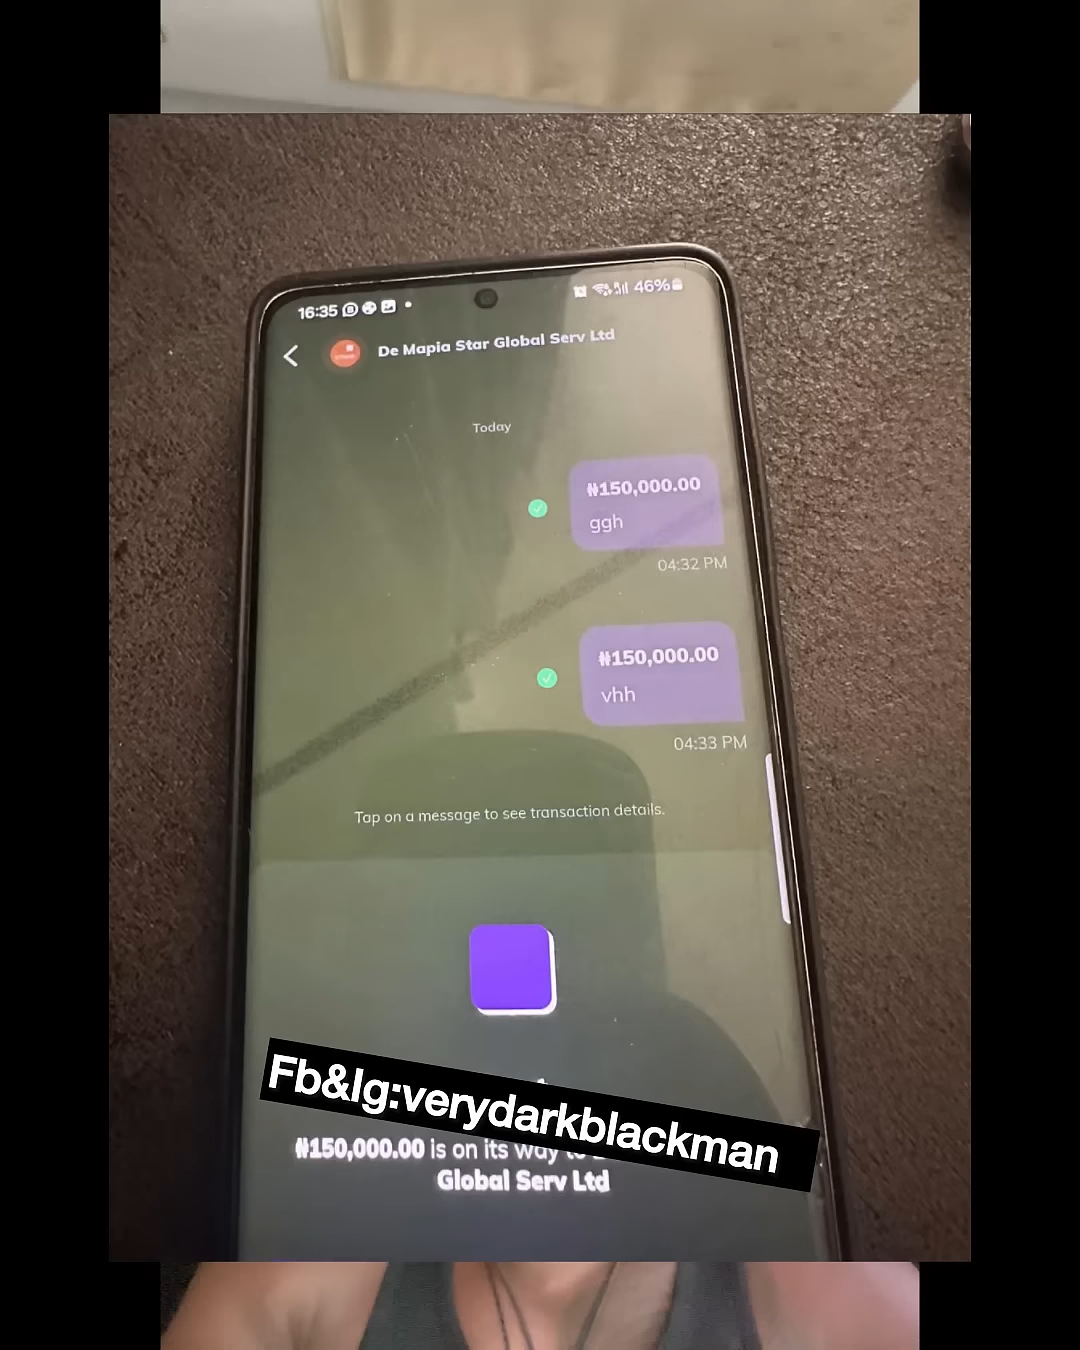 16:35
46%
De Mapia Star Global Serv Ltd
Today
₦150,000.00
ggh
04:32 PM
₦150,000.00
vhh
04:33 PM
Tap on a message to see transaction details.
Fb&Ig:verydarkblackman
₦150,000.00 is on its way
Global Serv Ltd